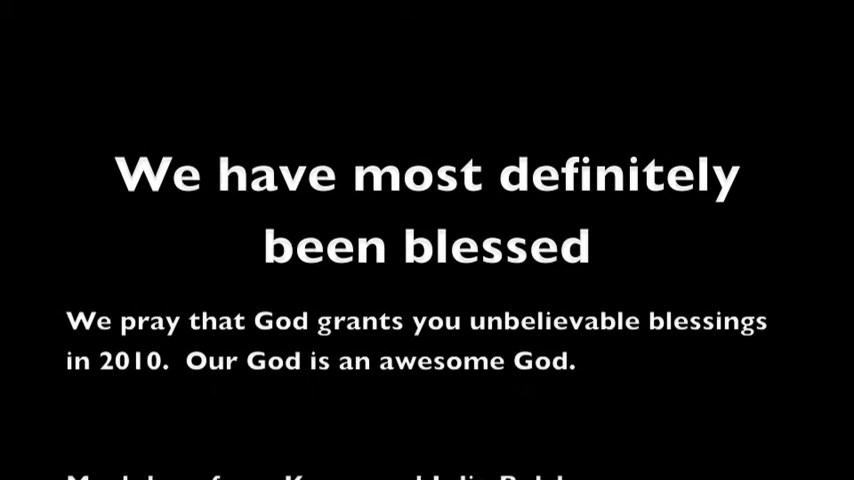 We have most definitely
been blessed
We pray that God grants you unbelievable blessings
in 2010.  Our God is an awesome God.